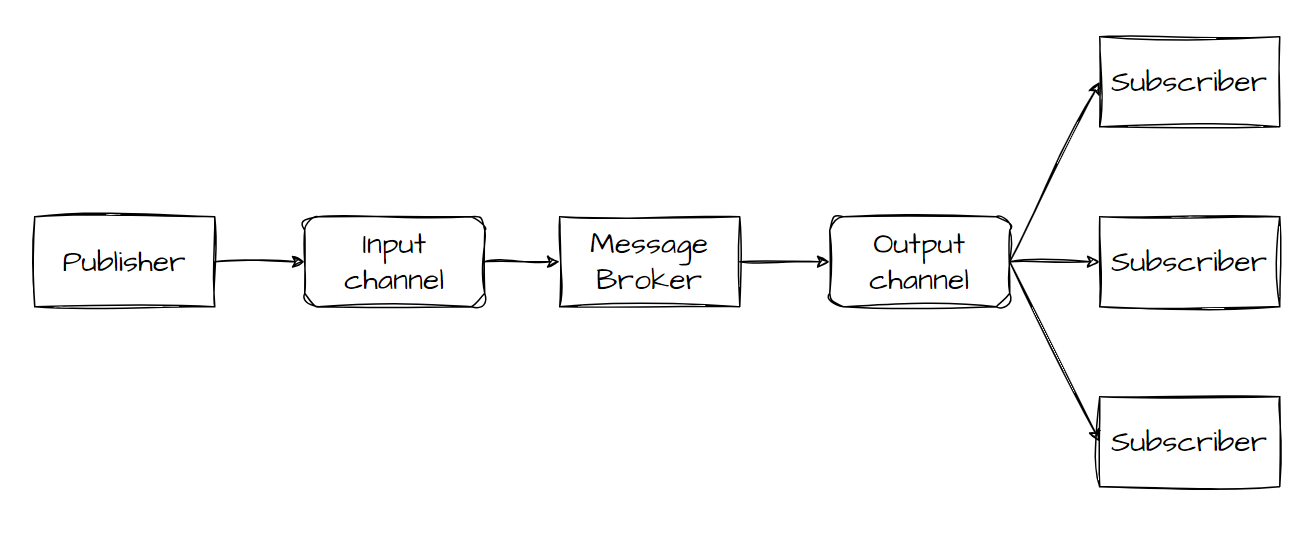 Publisher
Input
channel
Message
Broker
Output
channel
Subscriber
Subscriber
Subscriber